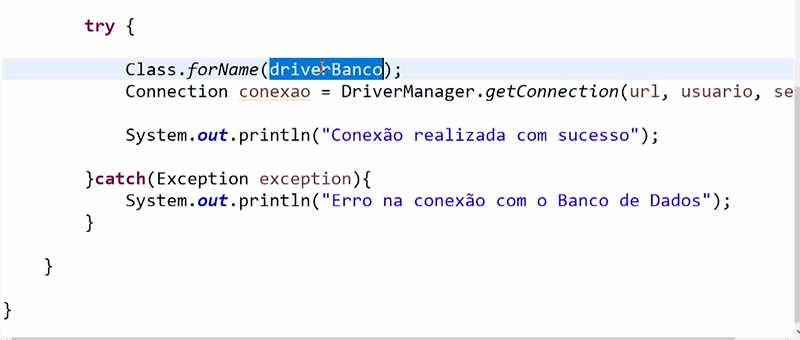 try {
Class.forName(driverBanco);
Connection conexao = DriverManager.getConnection(url, usuario, se
System.out.println("Conexão realizada com sucesso");
}catch(Exception exception){
System.out.println("Erro na conexão com o Banco de Dados");
}
}
}